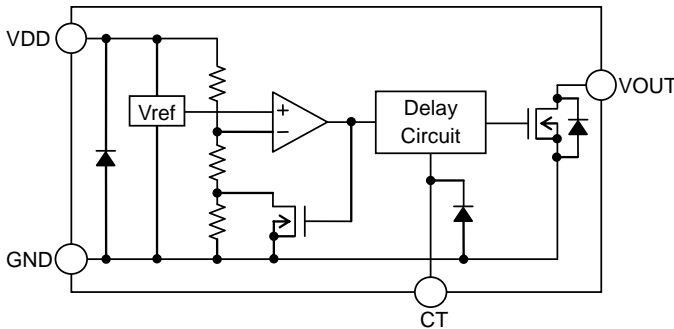 VDD
VOUT
Vref
+
−
Delay
Circuit
GND
CT